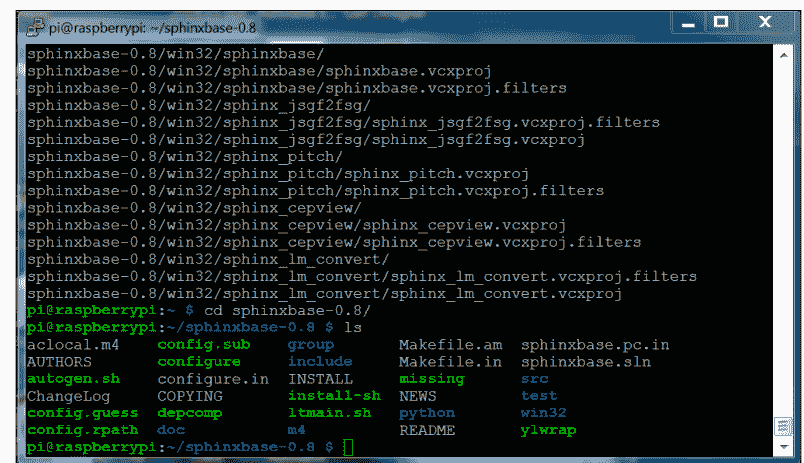 pi@raspberrypi: ~/sphinxbase-0.8
sphinxbase-0.8/win32/sphinxbase/
sphinxbase-0.8/win32/sphinxbase/sphinxbase.vcxproj
sphinxbase-0.8/win32/sphinxbase/sphinxbase.vcxproj.filters
sphinxbase-0.8/win32/sphinx_jsgf2fsg/
sphinxbase-0.8/win32/sphinx_jsgf2fsg/sphinx_jsgf2fsg.vcxproj.filters
sphinxbase-0.8/win32/sphinx_jsgf2fsg/sphinx_jsgf2fsg.vcxproj
sphinxbase-0.8/win32/sphinx_pitch/
sphinxbase-0.8/win32/sphinx_pitch/sphinx_pitch.vcxproj
sphinxbase-0.8/win32/sphinx_pitch/sphinx_pitch.vcxproj.filters
sphinxbase-0.8/win32/sphinx_cepview/
sphinxbase-0.8/win32/sphinx_cepview/sphinx_cepview.vcxproj
sphinxbase-0.8/win32/sphinx_cepview/sphinx_cepview.vcxproj.filters
sphinxbase-0.8/win32/sphinx_lm_convert/
sphinxbase-0.8/win32/sphinx_lm_convert/sphinx_lm_convert.vcxproj.filters
sphinxbase-0.8/win32/sphinx_lm_convert/sphinx_lm_convert.vcxproj
pi@raspberrypi:~ $ cd sphinxbase-0.8/
pi@raspberrypi:~/sphinxbase-0.8 $ ls
aclocal.m4 config.sub group Makefile.am sphinxbase.pc.in
AUTHORS configure include Makefile.in sphinxbase.sln
autogen.sh configure.in INSTALL missing src
ChangeLog COPYING install-sh NEWS test
config.guess depcomp ltmain.sh python win32
config.rpath doc m4 README ylwrap
pi@raspberrypi:~/sphinxbase-0.8 $